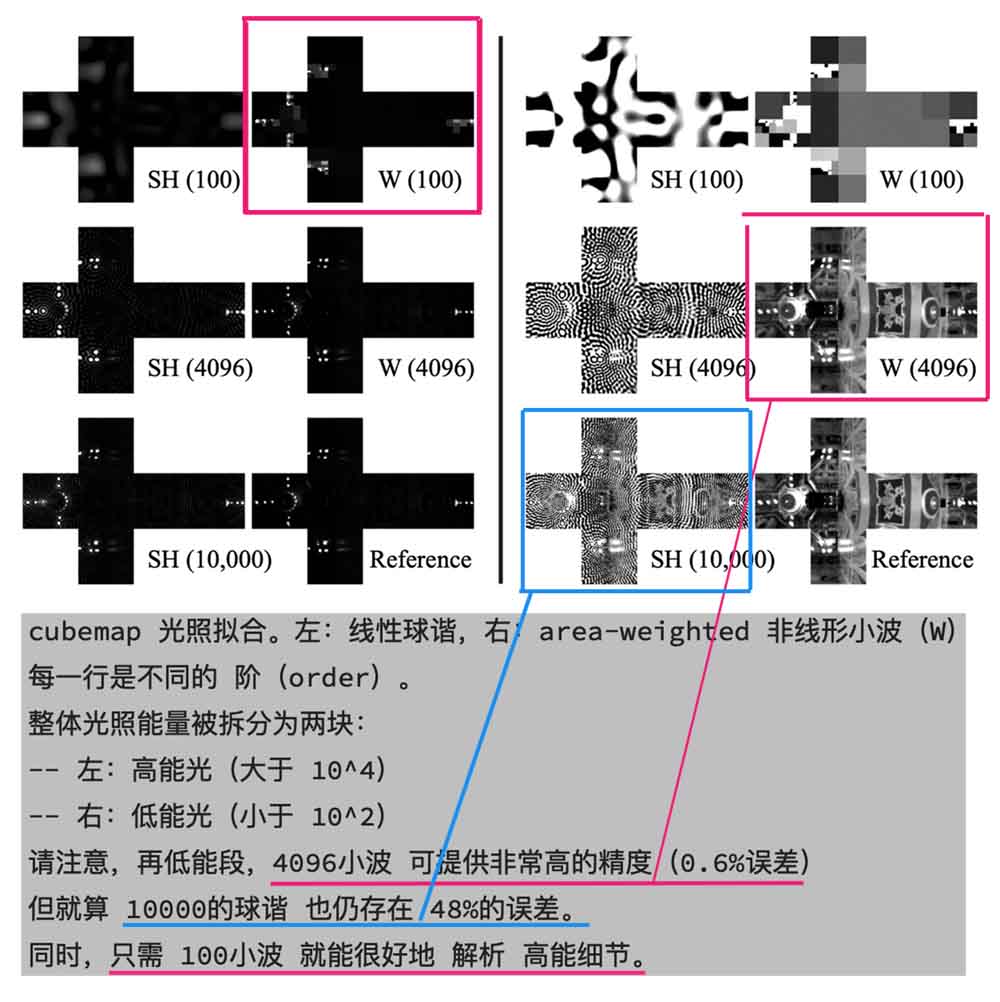 SH (100)
W (100)
SH (100)
W (100)
SH (4096)
W (4096)
SH (4096)
W (4096)
SH (10,000)
Reference
SH (10,000)
Reference
cubemap 光照拟合。左: 线性球谐, 右: area-weighted 非线形小波 (W)
每一行是不同的 阶 (order) 。
整体光照能量被拆分为两块:
-- 左: 高能光 (大于 10^4)
-- 右: 低能光 (小于 10^2)
请注意, 再低能段, 4096小波 可提供非常高的精度 (0.6%误差)
但就算 10000的球谐 也仍存在 48%的误差。
同时, 只需 100小波 就能很好地 解析 高能细节。